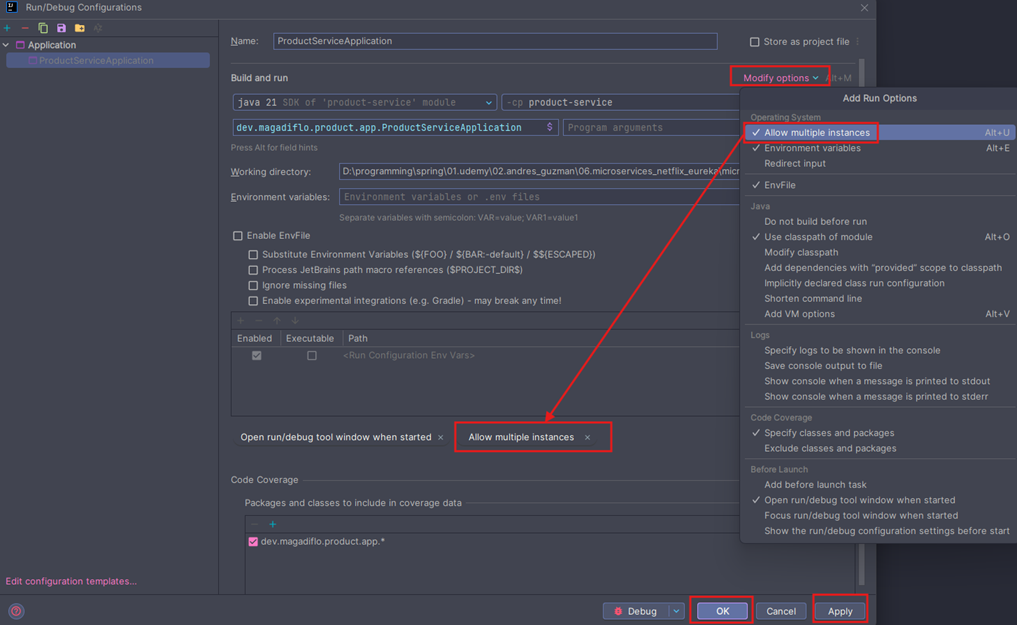 Run/Debug Configurations
Application
ProductServiceApplication
Name: ProductServiceApplication
Store as project file
Build and run
Modify options Alt+M
java 21 SDK of 'product-service' module
-cp product-service
dev.magadiflo.product.app.ProductServiceApplication
Program arguments
Press Alt for field hints
Working directory: D:\programming\spring\01.udemy\02.andres_guzman\06.microservices_netflix_eureka\micr
Environment variables: Environment variables or .env files
Separate variables with semicolon: VAR=value; VAR1=value1
Enable EnvFile
Substitute Environment Variables (${FOO} / ${BAR:-default} / $${ESCAPED})
Process JetBrains path macro references ($PROJECT_DIR$)
Ignore missing files
Enable experimental integrations (e.g. Gradle) - may break any time!
Enabled Executable Path
<Run Configuration Env Vars>
Open run/debug tool window when started ×
Allow multiple instances ×
Code Coverage
Packages and classes to include in coverage data
dev.magadiflo.product.app.*
Add Run Options
Operating System
Allow multiple instances Alt+U
Environment variables Alt+E
Redirect input
EnvFile
Java
Do not build before run
Use classpath of module Alt+O
Modify classpath
Add dependencies with “provided” scope to classpath
Implicitly declared class run configuration
Shorten command line
Add VM options Alt+V
Logs
Specify logs to be shown in the console
Save console output to file
Show console when a message is printed to stdout
Show console when a message is printed to stderr
Code Coverage
Specify classes and packages
Exclude classes and packages
Before Launch
Add before launch task
Open run/debug tool window when started
Focus run/debug tool window when started
Show the run/debug configuration settings before start
Edit configuration templates...
Debug
OK
Cancel
Apply